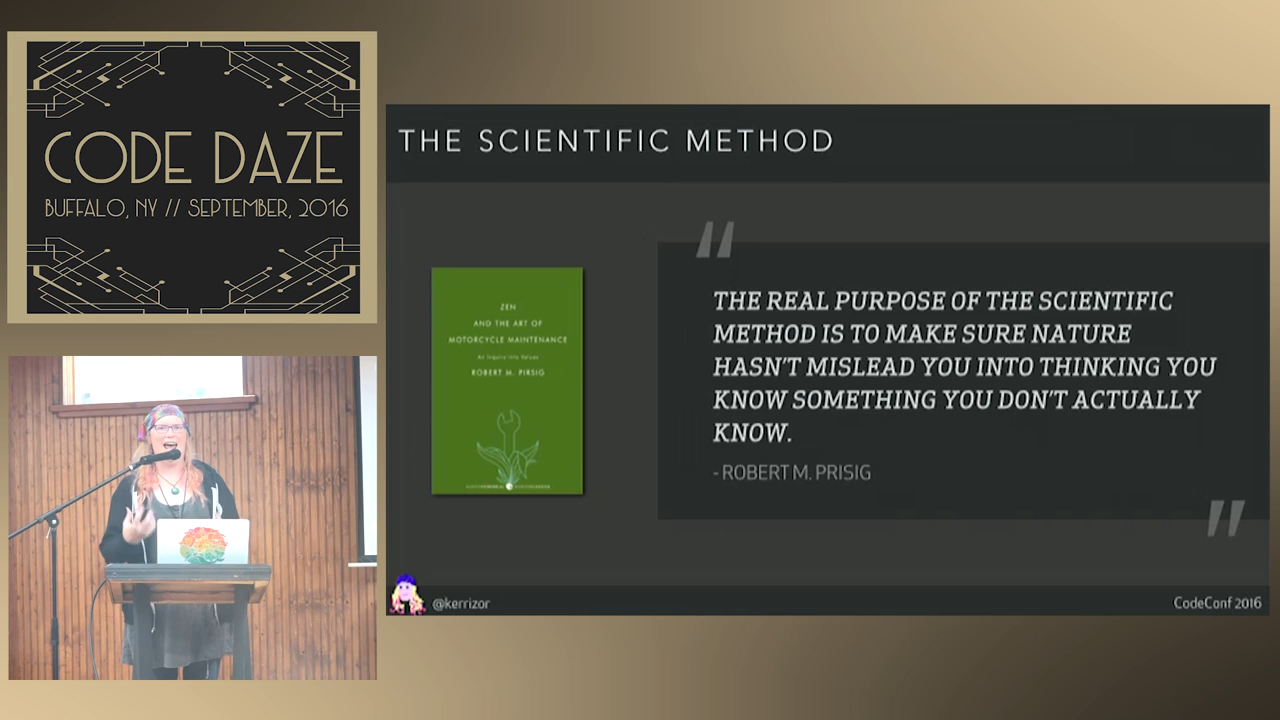 CODE DAZE
BUFFALO, NY // SEPTEMBER, 2016
THE SCIENTIFIC METHOD
ZEN
AND THE ART OF
MOTORCYCLE MAINTENANCE
An Inquiry into Values
ROBERT M. PIRSIG
"
THE REAL PURPOSE OF THE SCIENTIFIC
METHOD IS TO MAKE SURE NATURE
HASN'T MISLEAD YOU INTO THINKING YOU
KNOW SOMETHING YOU DON'T ACTUALLY
KNOW.
- ROBERT M. PRISIG
"
@kerrizor
CodeConf 2016